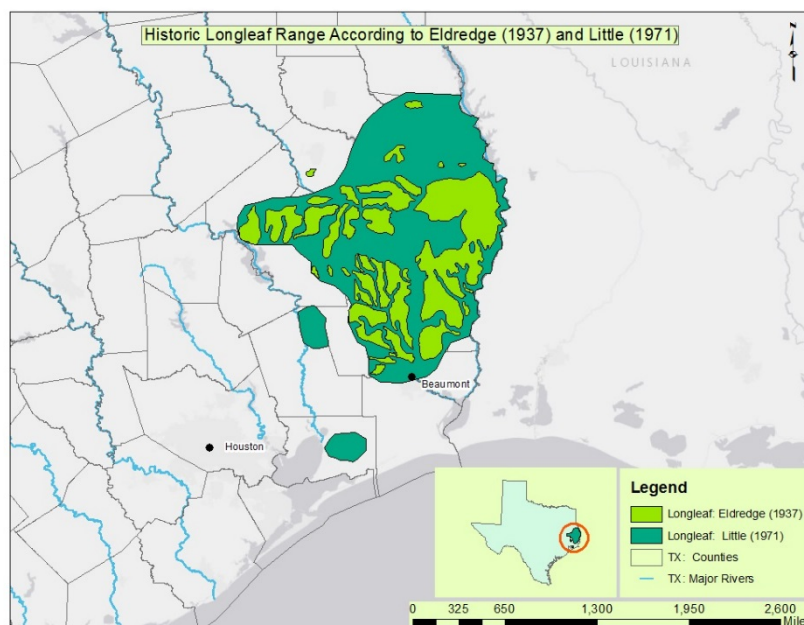 Historic Longleaf Range According to Eldredge (1937) and Little (1971)
N
LOUISIANA
Beaumont
Houston
Legend
Longleaf: Eldredge (1937)
Longleaf: Little (1971)
TX: Counties
TX: Major Rivers
0 325 650 1,300 1,950 2,600
Mile